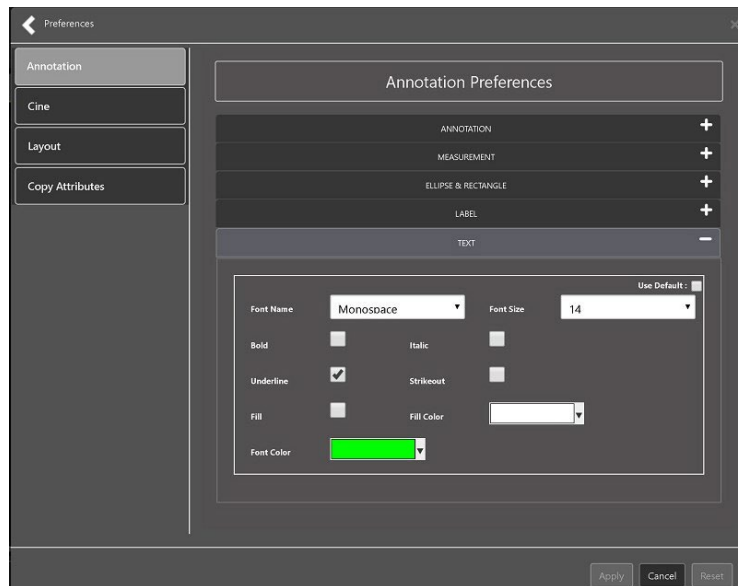 Preferences
Annotation
Cine
Layout
Copy Attributes
Annotation Preferences
ANNOTATION
MEASUREMENT
ELLIPSE & RECTANGLE
LABEL
TEXT
Use Default :
Font Name Monospace Font Size 14
Bold Italic
Underline Strikeout
Fill Fill Color
Font Color
Apply Cancel Reset